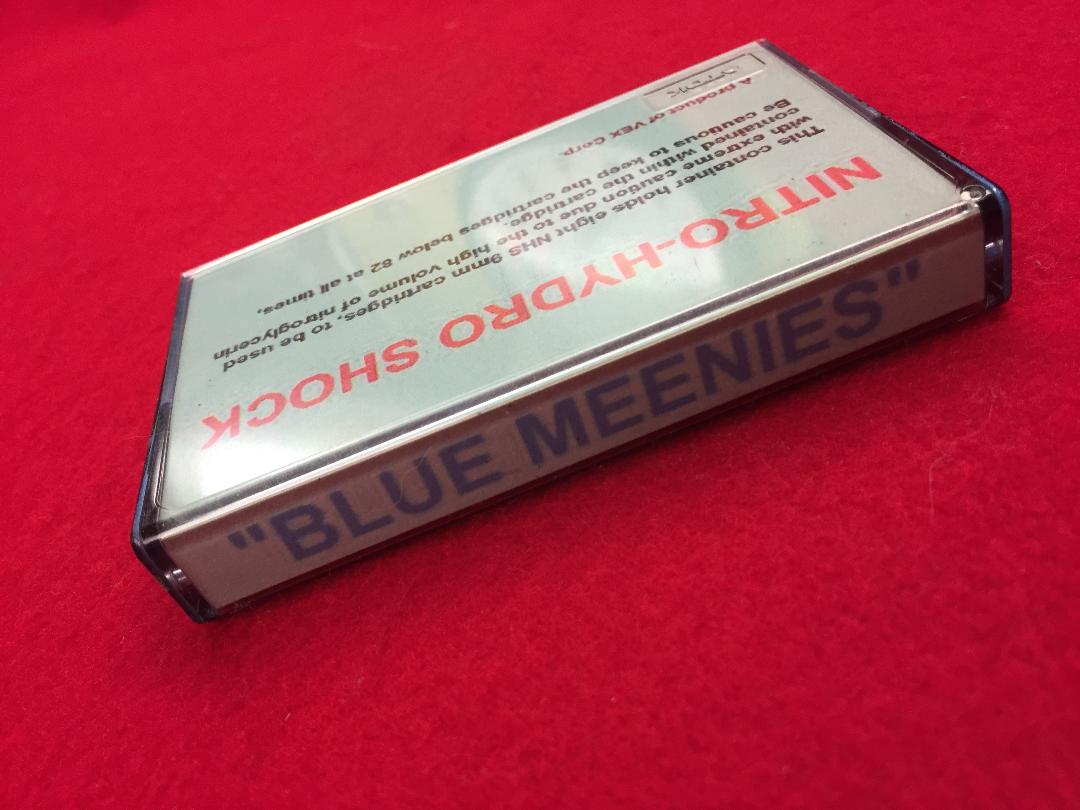 NITRO-HYDRO SHOCK
This container holds eight NHS 9mm cartridges, to be used
with extreme caution due to the high volume of nitroglycerin
contained within the cartridge.
Be cautious to keep the cartridges below 82 at all times.
A product of VEX Corp.
TDK
"BLUE MEENIES"